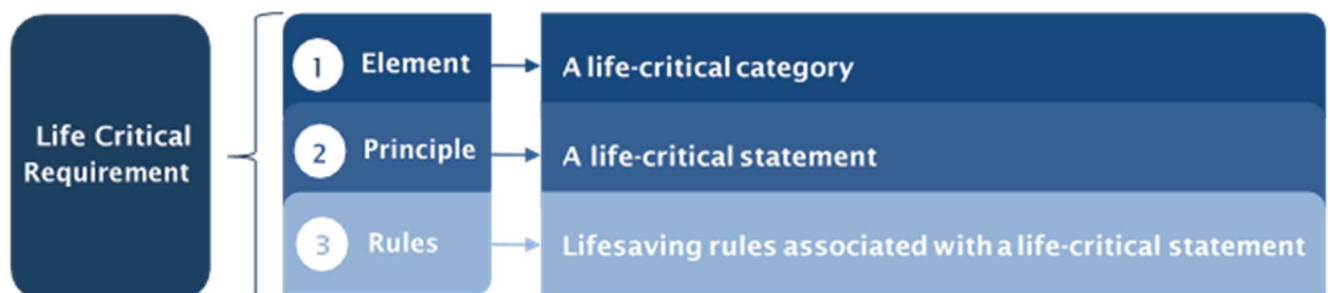 Life Critical
Requirement
1 Element
A life-critical category
2 Principle
A life-critical statement
3 Rules
Lifesaving rules associated with a life-critical statement